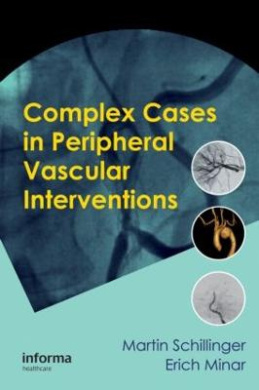 Complex Cases
in Peripheral
Vascular
Interventions
Martin Schillinger
Erich Minar
informa
healthcare